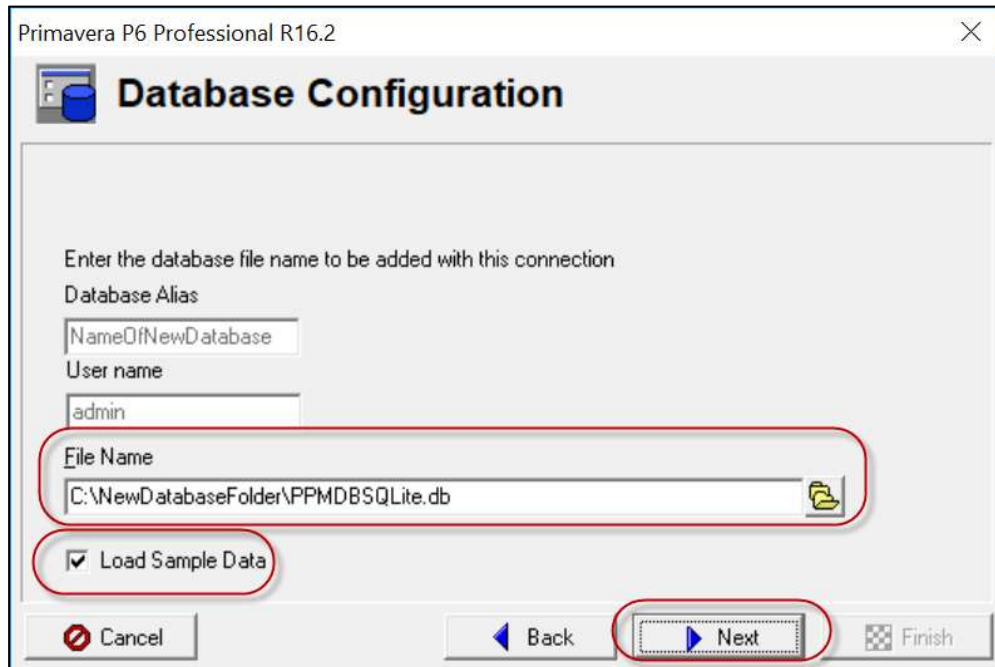 Primavera P6 Professional R16.2
Database Configuration
Enter the database file name to be added with this connection
Database Alias
NameOfNewDatabase
User name
admin
File Name
C:\NewDatabaseFolder\PPMDBSQLite.db
Load Sample Data
Cancel
Back
Next
Finish